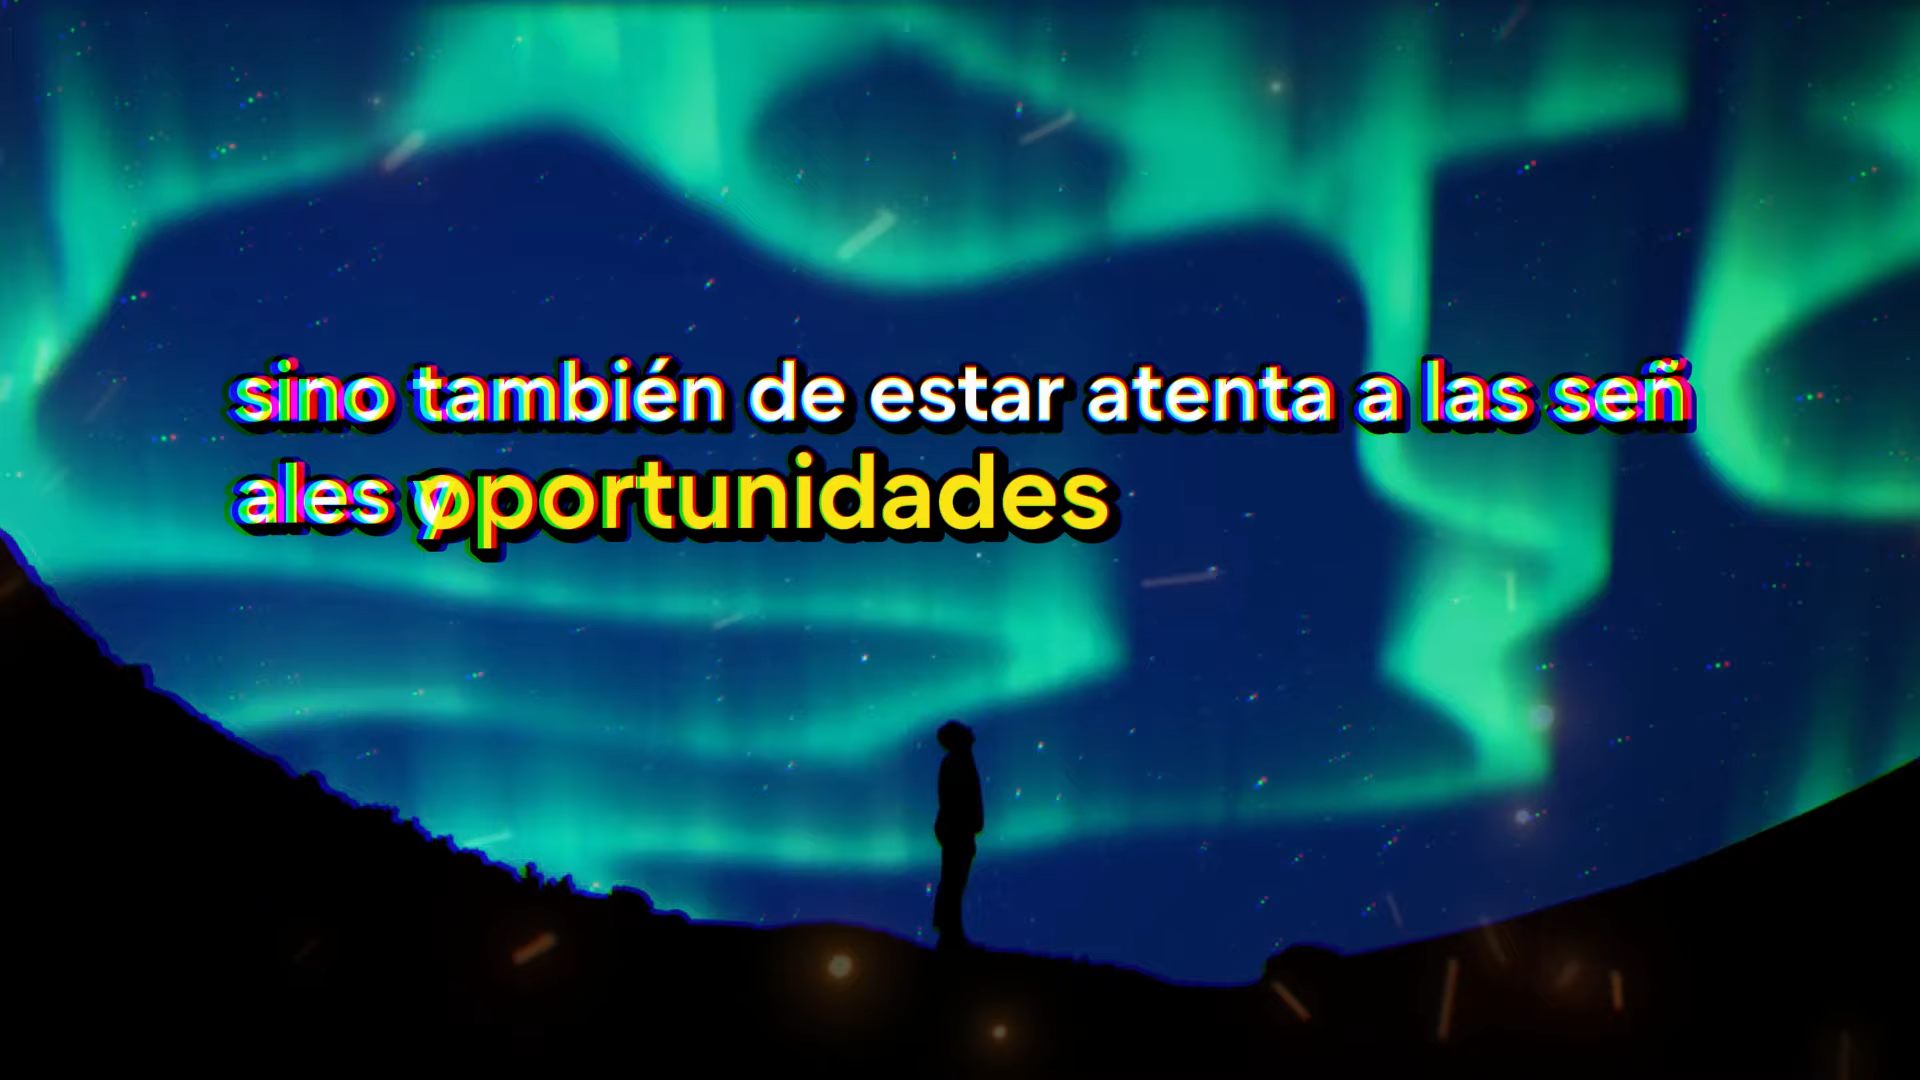 sino también de estar atenta a las señ
ales y oportunidades